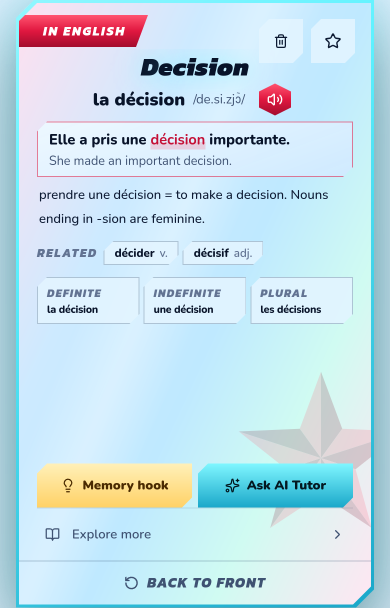 IN ENGLISH
Decision
la décision /de.si.zjɔ̃/
Elle a pris une décision importante.
She made an important decision.
prendre une décision = to make a decision. Nouns
ending in -sion are feminine.
RELATED décider v. décisif adj.
DEFINITE INDEFINITE PLURAL
la décision une décision les décisions
Memory hook Ask AI Tutor
Explore more
BACK TO FRONT